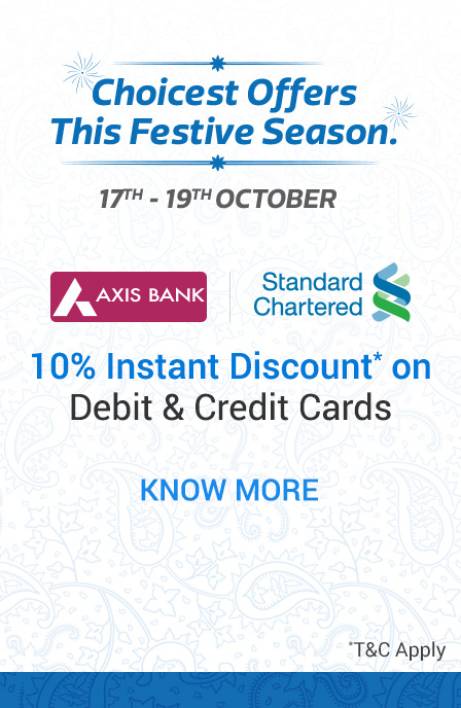 Choicest Offers
This Festive Season.
17TH - 19TH OCTOBER
AXIS BANK
Standard
Chartered
10% Instant Discount* on
Debit & Credit Cards
KNOW MORE
*T&C Apply